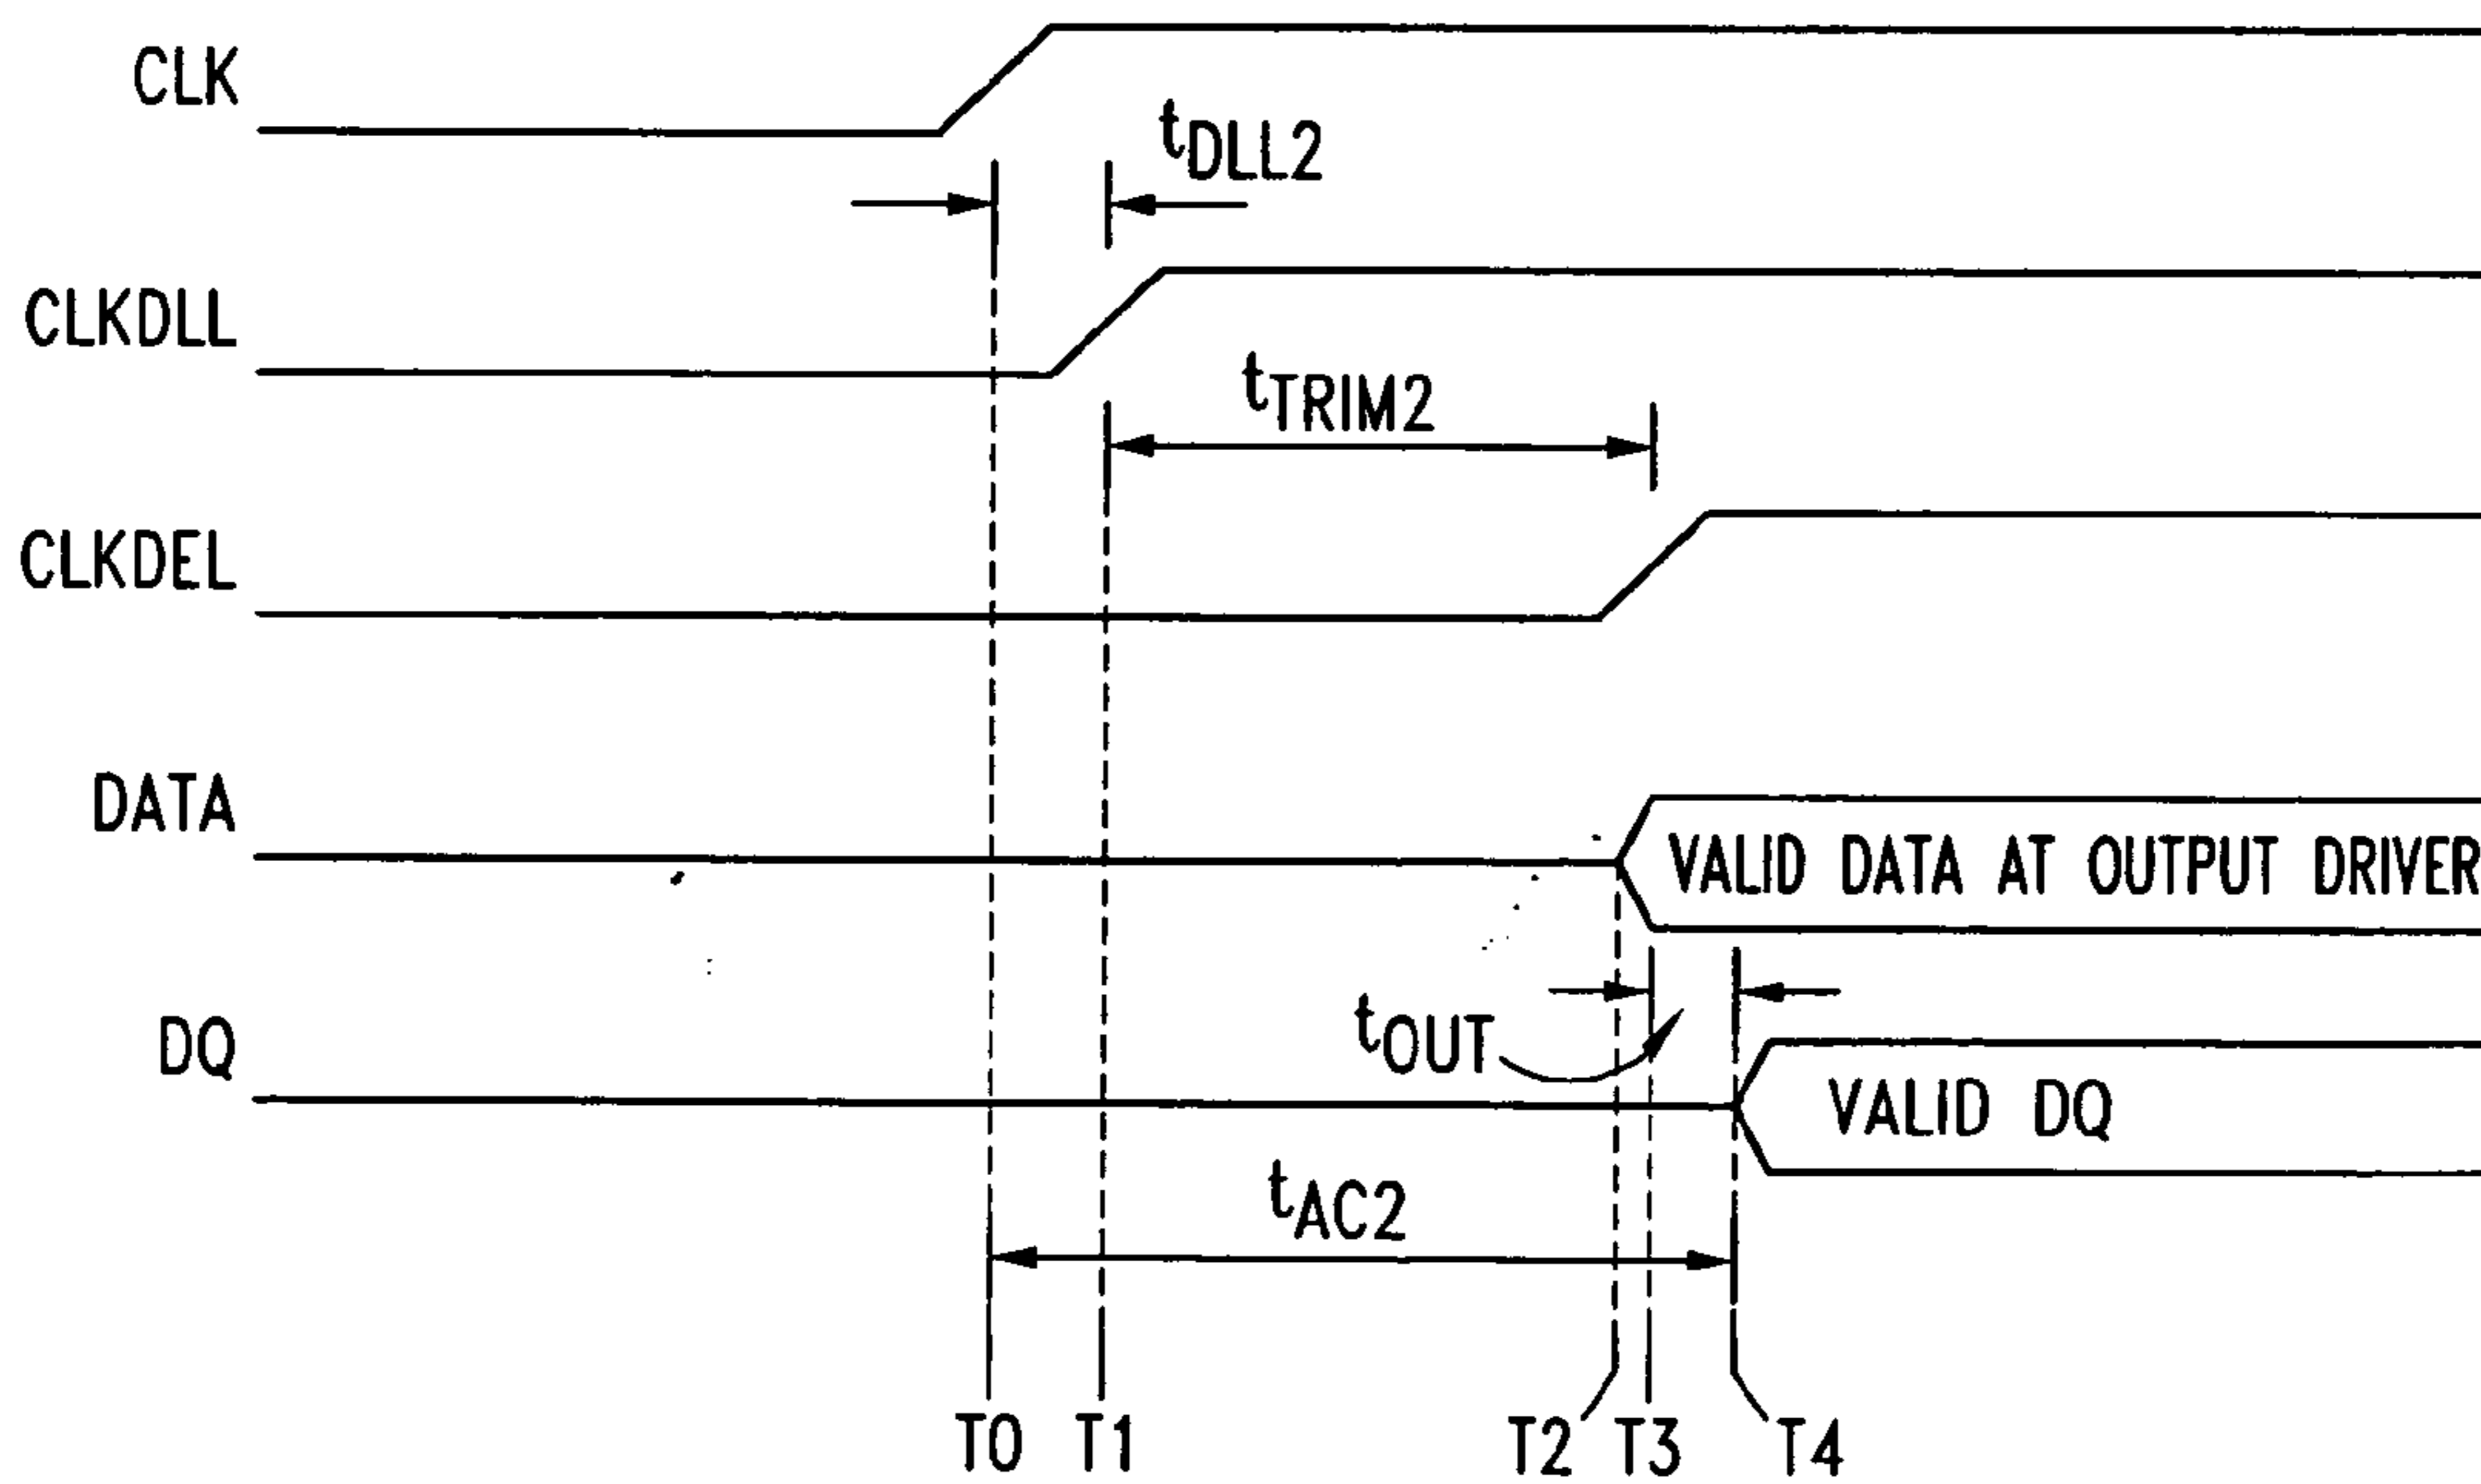 CLK
tDLL2
CLKDLL
tTRIM2
CLKDEL
DATA
VALID DATA AT OUTPUT DRIVER
tOUT
DQ
VALID DQ
tAC2
T0 T1 T2 T3 T4